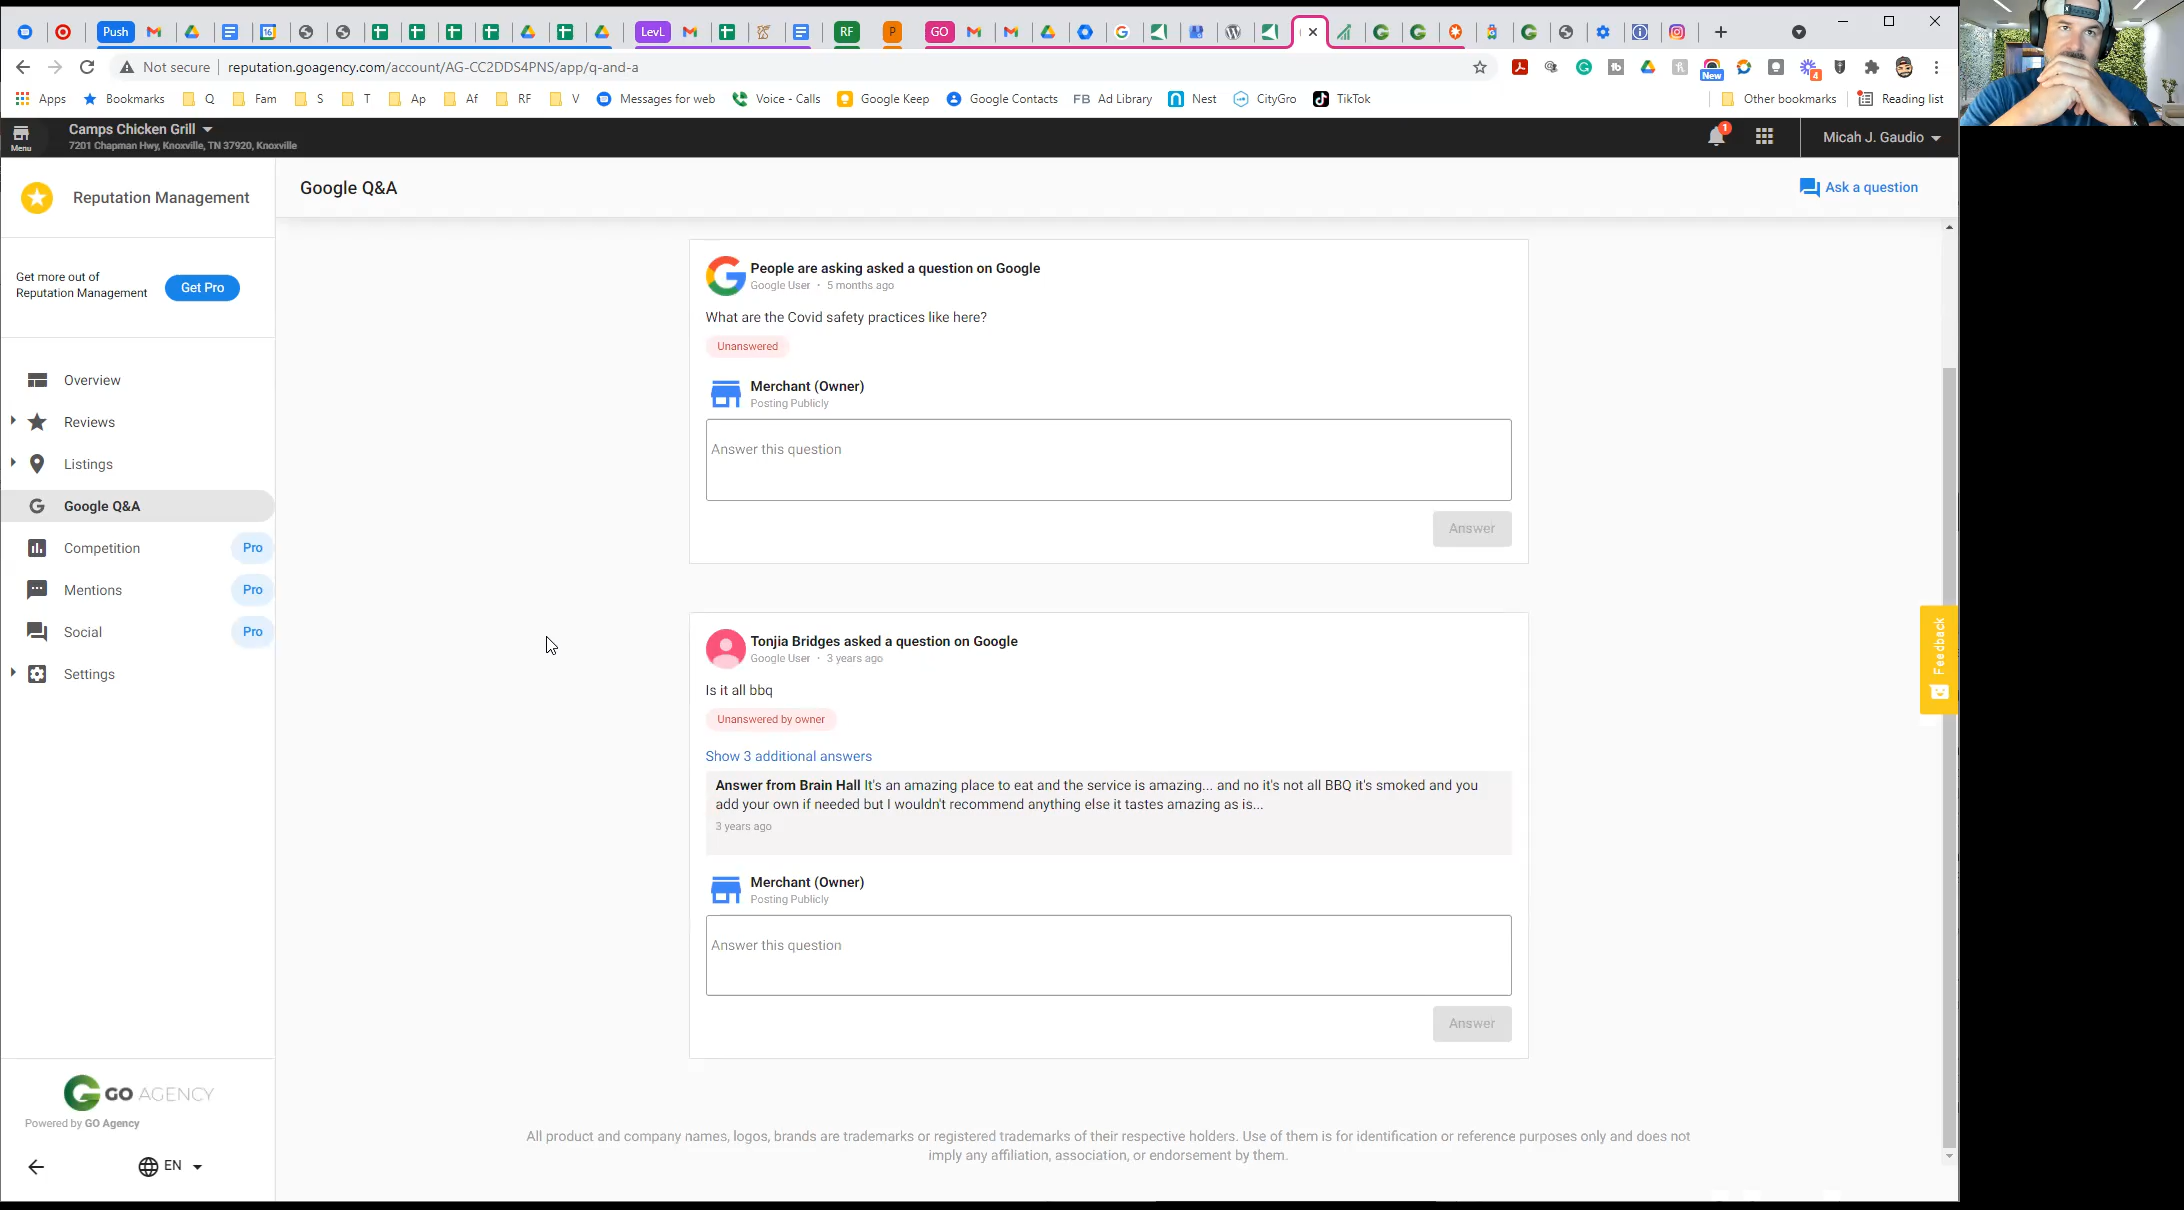 Push
LevL
RF
P
GO
Not secure
reputation.goagency.com/account/AG-CC2DDS4PNS/app/q-and-a
New
4
Apps
Bookmarks
Q
Fam
S
T
Ap
Af
RF
V
Messages for web
Voice - Calls
Google Keep
Google Contacts
FB Ad Library
Nest
CityGro
TikTok
Other bookmarks
Reading list
Menu
Camps Chicken Grill
7201 Chapman Hwy, Knoxville, TN 37920, Knoxville
1
Micah J. Gaudio
Reputation Management
Google Q&A
Ask a question
Get more out of
Reputation Management
Get Pro
Overview
Reviews
Listings
Google Q&A
Competition
Pro
Mentions
Pro
Social
Pro
Settings
People are asking asked a question on Google
Google User · 5 months ago
What are the Covid safety practices like here?
Unanswered
Merchant (Owner)
Posting Publicly
Answer this question
Answer
Tonjia Bridges asked a question on Google
Google User · 3 years ago
Is it all bbq
Unanswered by owner
Show 3 additional answers
Answer from Brain Hall It's an amazing place to eat and the service is amazing... and no it's not all BBQ it's smoked and you
add your own if needed but I wouldn't recommend anything else it tastes amazing as is...
3 years ago
Merchant (Owner)
Posting Publicly
Answer this question
Answer
Feedback
GO AGENCY
Powered by GO Agency
EN
All product and company names, logos, brands are trademarks or registered trademarks of their respective holders. Use of them is for identification or reference purposes only and does not
imply any affiliation, association, or endorsement by them.